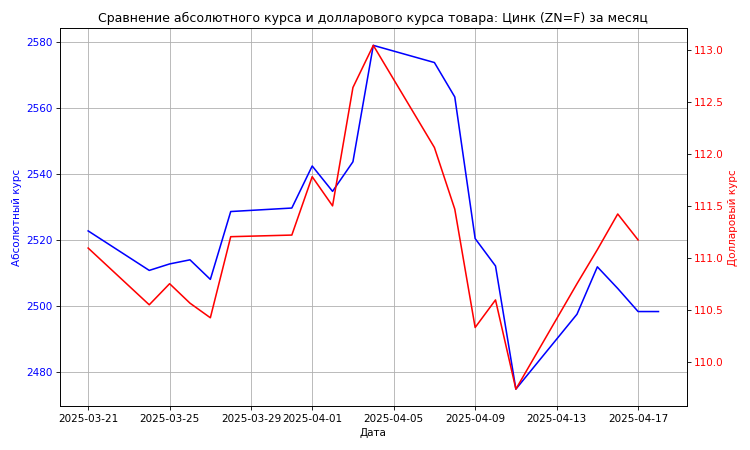 Сравнение абсолютного курса и долларового курса товара: Цинк (ZN=F) за месяц
2580
2560
2540
2520
2500
2480
Абсолютный курс
113.0
112.5
112.0
111.5
111.0
110.5
110.0
Долларовый курс
2025-03-21 2025-03-25 2025-03-29 2025-04-01 2025-04-05 2025-04-09 2025-04-13 2025-04-17
Дата